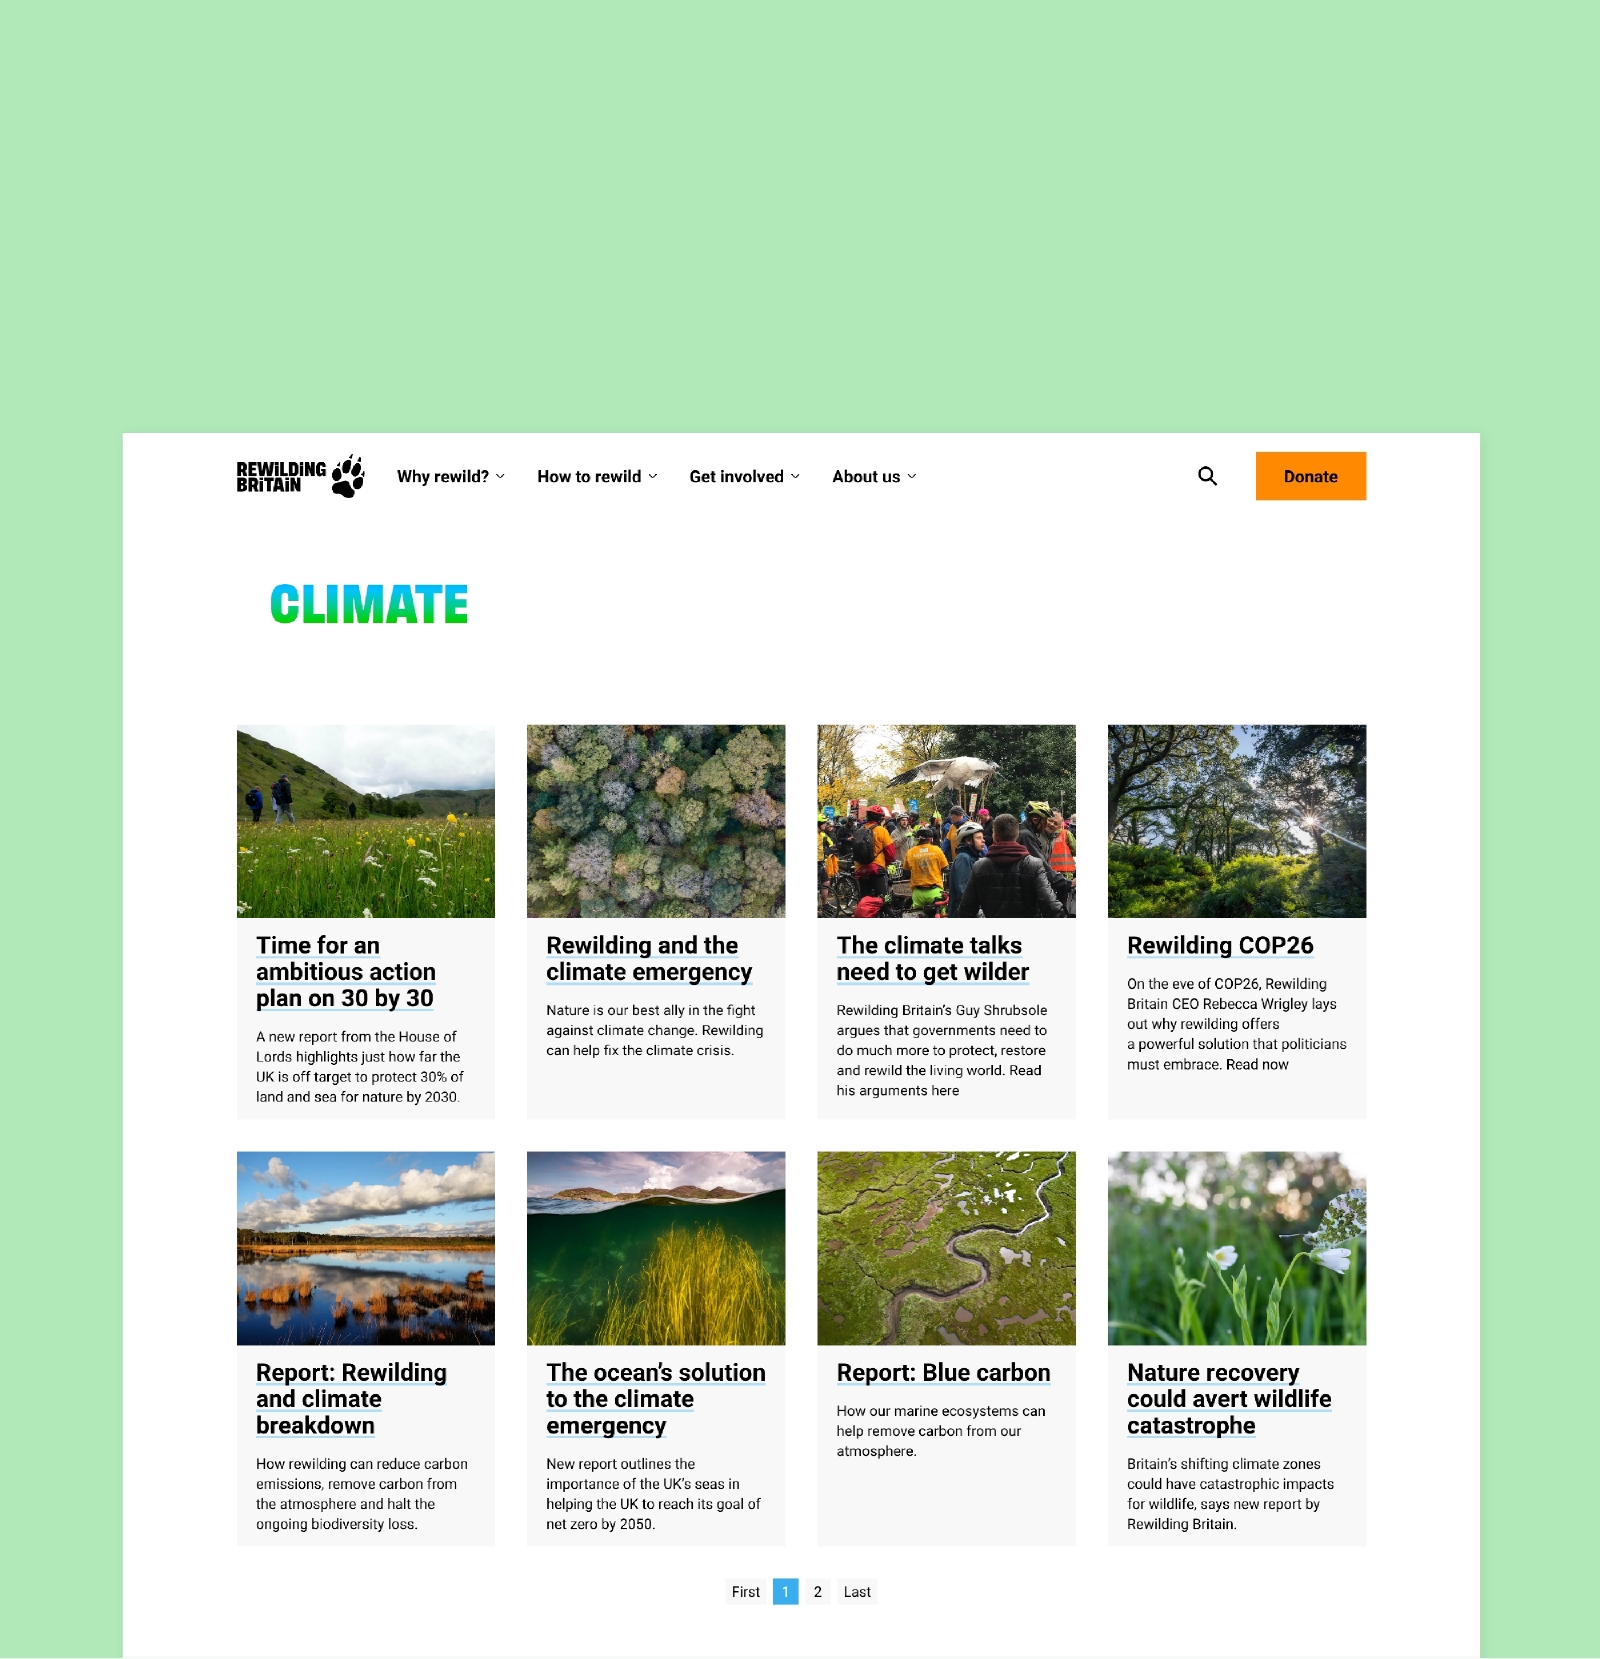 REWiLDiNG
BRiTAiN
Why rewild?
How to rewild
Get involved
About us
Donate
CLIMATE
Time for an
ambitious action
plan on 30 by 30
A new report from the House of
Lords highlights just how far the
UK is off target to protect 30% of
land and sea for nature by 2030.
Rewilding and the
climate emergency
Nature is our best ally in the fight
against climate change. Rewilding
can help fix the climate crisis.
The climate talks
need to get wilder
Rewilding Britain’s Guy Shrubsole
argues that governments need to
do much more to protect, restore
and rewild the living world. Read
his arguments here
Rewilding COP26
On the eve of COP26, Rewilding
Britain CEO Rebecca Wrigley lays
out why rewilding offers
a powerful solution that politicians
must embrace. Read now
Report: Rewilding
and climate
breakdown
How rewilding can reduce carbon
emissions, remove carbon from
the atmosphere and halt the
ongoing biodiversity loss.
The ocean’s solution
to the climate
emergency
New report outlines the
importance of the UK’s seas in
helping the UK to reach its goal of
net zero by 2050.
Report: Blue carbon
How our marine ecosystems can
help remove carbon from our
atmosphere.
Nature recovery
could avert wildlife
catastrophe
Britain’s shifting climate zones
could have catastrophic impacts
for wildlife, says new report by
Rewilding Britain.
First 1 2 Last